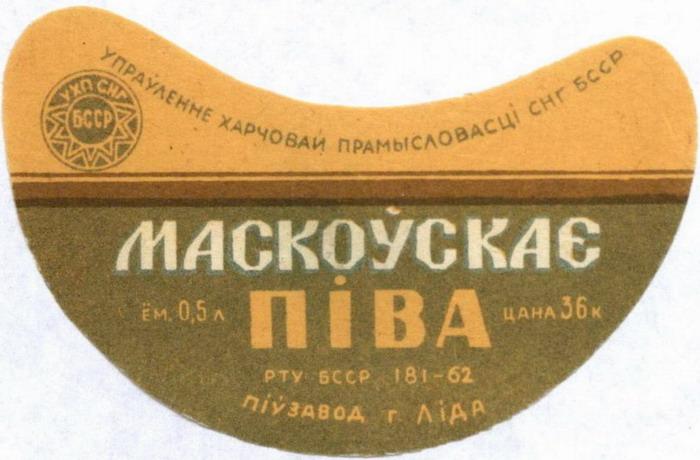 УПРАЎЛЕННЕ ХАРЧОВАЙ ПРАМЫСЛОВАСЦІ СНГ БССР
УХП СНГ
БССР
МАСКОЎСКАЕ
ЁМ. 0,5 Л ПІВА ЦАНА 36 К
РТУ БССР 181-62
ПІЎЗАВОД г ЛІДА